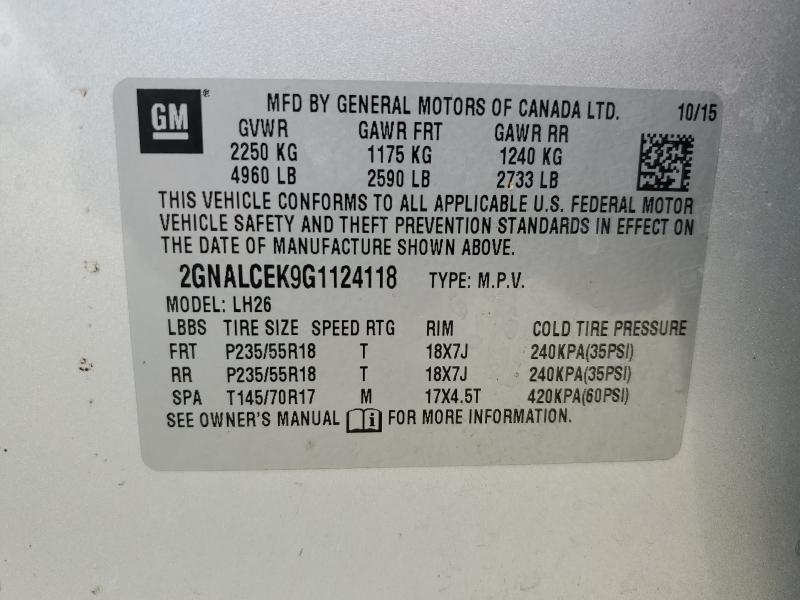 GM®
MFD BY GENERAL MOTORS OF CANADA LTD. 10/15
GVWR GAWR FRT GAWR RR
2250 KG 1175 KG 1240 KG
4960 LB 2590 LB 2733 LB
THIS VEHICLE CONFORMS TO ALL APPLICABLE U.S. FEDERAL MOTOR
VEHICLE SAFETY AND THEFT PREVENTION STANDARDS IN EFFECT ON
THE DATE OF MANUFACTURE SHOWN ABOVE.
2GNALCEK9G1124118 TYPE: M.P.V.
MODEL: LH26
LBBS TIRE SIZE SPEED RTG RIM COLD TIRE PRESSURE
FRT P235/55R18 T 18X7J 240KPA(35PSI)
RR P235/55R18 T 18X7J 240KPA(35PSI)
SPA T145/70R17 M 17X4.5T 420KPA(60PSI)
SEE OWNER'S MANUAL i FOR MORE INFORMATION.